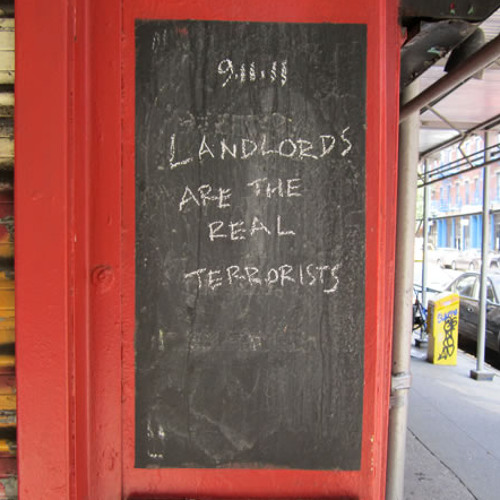 9.11.11
LANDLORDS
ARE THE
REAL
TERRORISTS